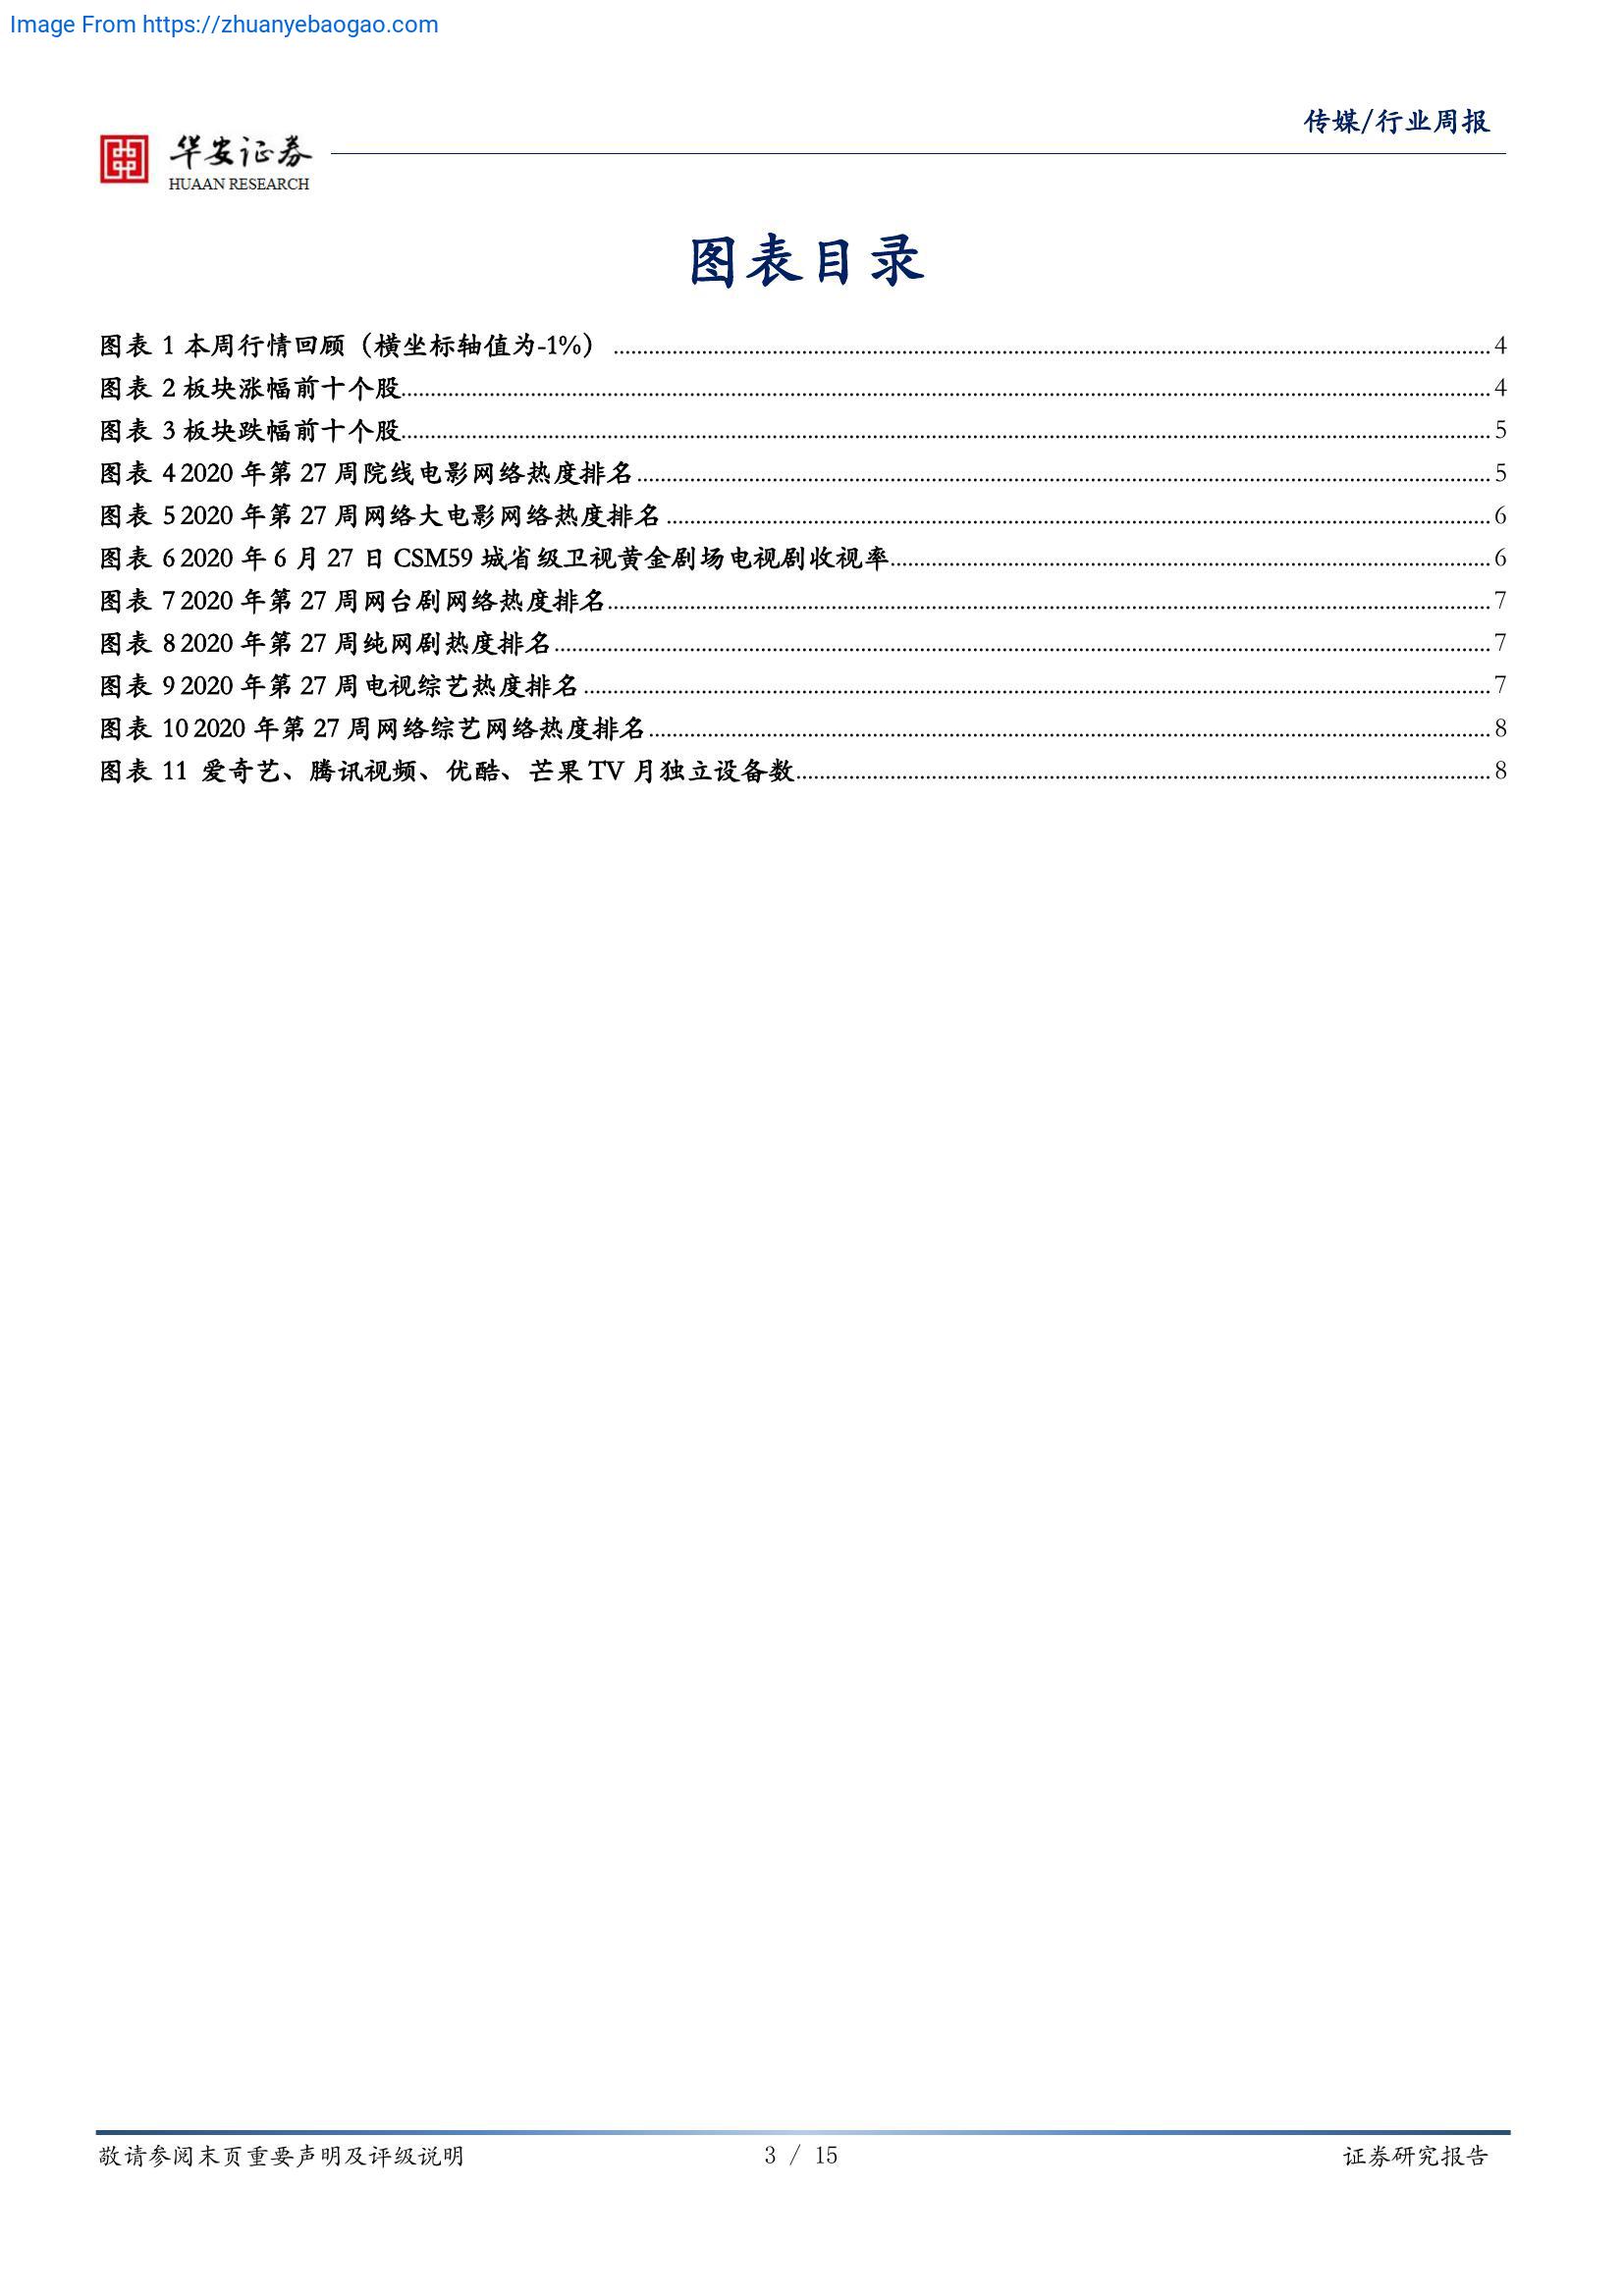 Image From https://zhuanyebaogao.com
传媒/行业周报
华安证券
HUAAN RESEARCH
图表目录
图表 1 本周行情回顾（横坐标轴值为-1%） ........................ 4
图表 2 板块涨幅前十个股........................ 4
图表 3 板块跌幅前十个股........................ 5
图表 4 2020 年第 27 周院线电影网络热度排名........................ 5
图表 5 2020 年第 27 周网络大电影网络热度排名........................ 6
图表 6 2020 年 6 月 27 日 CSM59 城省级卫视黄金剧场电视剧收视率........................ 6
图表 7 2020 年第 27 周网台剧网络热度排名........................ 7
图表 8 2020 年第 27 周纯网剧热度排名........................ 7
图表 9 2020 年第 27 周电视综艺热度排名........................ 7
图表 10 2020 年第 27 周网络综艺网络热度排名........................ 8
图表 11 爱奇艺、腾讯视频、优酷、芒果 TV 月独立设备数........................ 8
敬请参阅末页重要声明及评级说明
3 / 15
证券研究报告